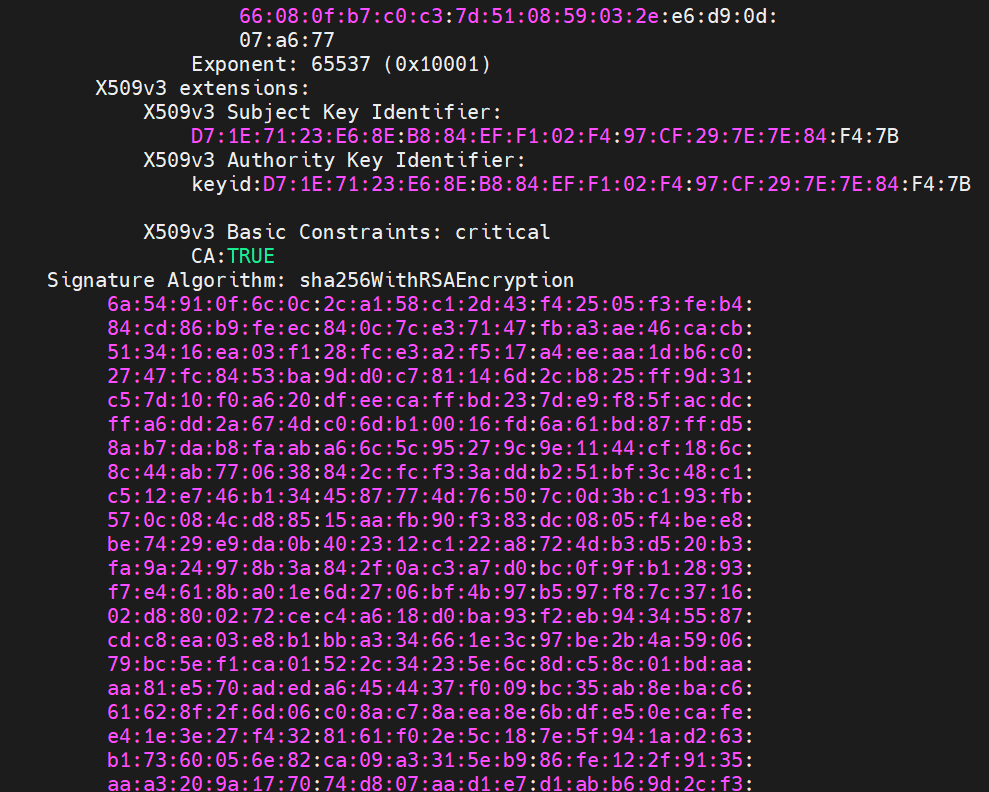 66:08:0f:b7:c0:c3:7d:51:08:59:03:2e:e6:d9:0d:
07:a6:77
Exponent: 65537 (0x10001)
X509v3 extensions:
X509v3 Subject Key Identifier:
D7:1E:71:23:E6:8E:B8:84:EF:F1:02:F4:97:CF:29:7E:7E:84:F4:7B
X509v3 Authority Key Identifier:
keyid:D7:1E:71:23:E6:8E:B8:84:EF:F1:02:F4:97:CF:29:7E:7E:84:F4:7B
X509v3 Basic Constraints: critical
CA:TRUE
Signature Algorithm: sha256WithRSAEncryption
6a:54:91:0f:6c:0c:2c:a1:58:c1:2d:43:f4:25:05:f3:fe:b4:
84:cd:86:b9:fe:ec:84:0c:7c:e3:71:47:fb:a3:ae:46:ca:cb:
51:34:16:ea:03:f1:28:fc:e3:a2:f5:17:a4:ee:aa:1d:b6:c0:
27:47:fc:84:53:ba:9d:d0:c7:81:14:6d:2c:b8:25:ff:9d:31:
c5:7d:10:f0:a6:20:df:ee:ca:ff:bd:23:7d:e9:f8:5f:ac:dc:
ff:a6:dd:2a:67:4d:c0:6d:b1:00:16:fd:6a:61:bd:87:ff:d5:
8a:b7:da:b8:fa:ab:a6:6c:5c:95:27:9c:9e:11:44:cf:18:6c:
8c:44:ab:77:06:38:84:2c:fc:f3:3a:dd:b2:51:bf:3c:48:c1:
c5:12:e7:46:b1:34:45:87:77:4d:76:50:7c:0d:3b:c1:93:fb:
57:0c:08:4c:d8:85:15:aa:fb:90:f3:83:dc:08:05:f4:be:e8:
be:74:29:e9:da:0b:40:23:12:c1:22:a8:72:4d:b3:d5:20:b3:
fa:9a:24:97:8b:3a:84:2f:0a:c3:a7:d0:bc:0f:9f:b1:28:93:
f7:e4:61:8b:a0:1e:6d:27:06:bf:4b:97:b5:97:f8:7c:37:16:
02:d8:80:02:72:ce:c4:a6:18:d0:ba:93:f2:eb:94:34:55:87:
cd:c8:ea:03:e8:b1:bb:a3:34:66:1e:3c:97:be:2b:4a:59:06:
79:bc:5e:f1:ca:01:52:2c:34:23:5e:6c:8d:c5:8c:01:bd:aa:
aa:81:e5:70:ad:ed:a6:45:44:37:f0:09:bc:35:ab:8e:ba:c6:
61:62:8f:2f:6d:06:c0:8a:c7:8a:ea:8e:6b:df:e5:0e:ca:fe:
e4:1e:3e:27:f4:32:81:61:f0:2e:5c:18:7e:5f:94:1a:d2:63:
b1:73:60:05:6e:82:ca:09:a3:31:5e:b9:86:fe:12:2f:91:35:
aa:a3:20:9a:17:70:74:d8:07:aa:d1:e7:d1:ab:b6:9d:2c:f3: